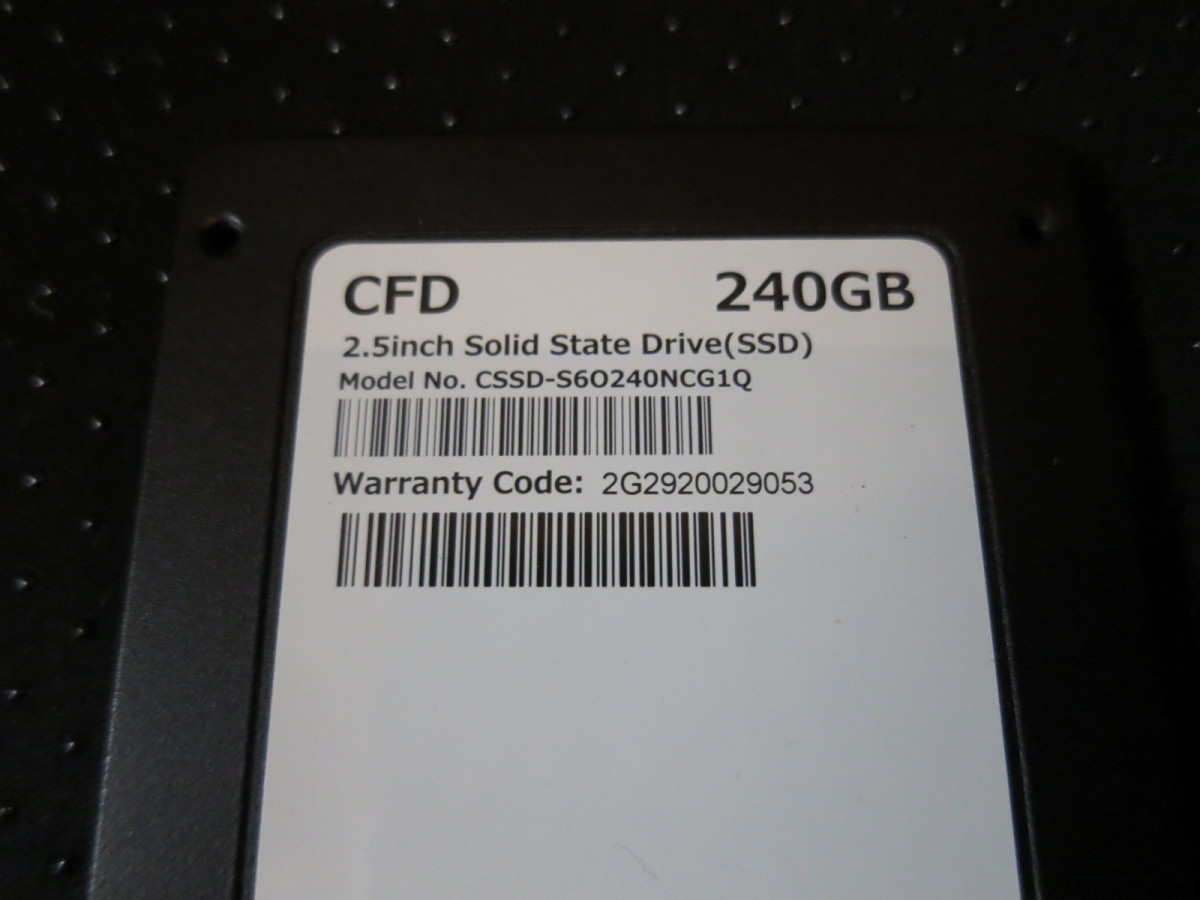 CFD 240GB
2.5inch Solid State Drive(SSD)
Model No. CSSD-S6O240NCG1Q
Warranty Code: 2G2920029053